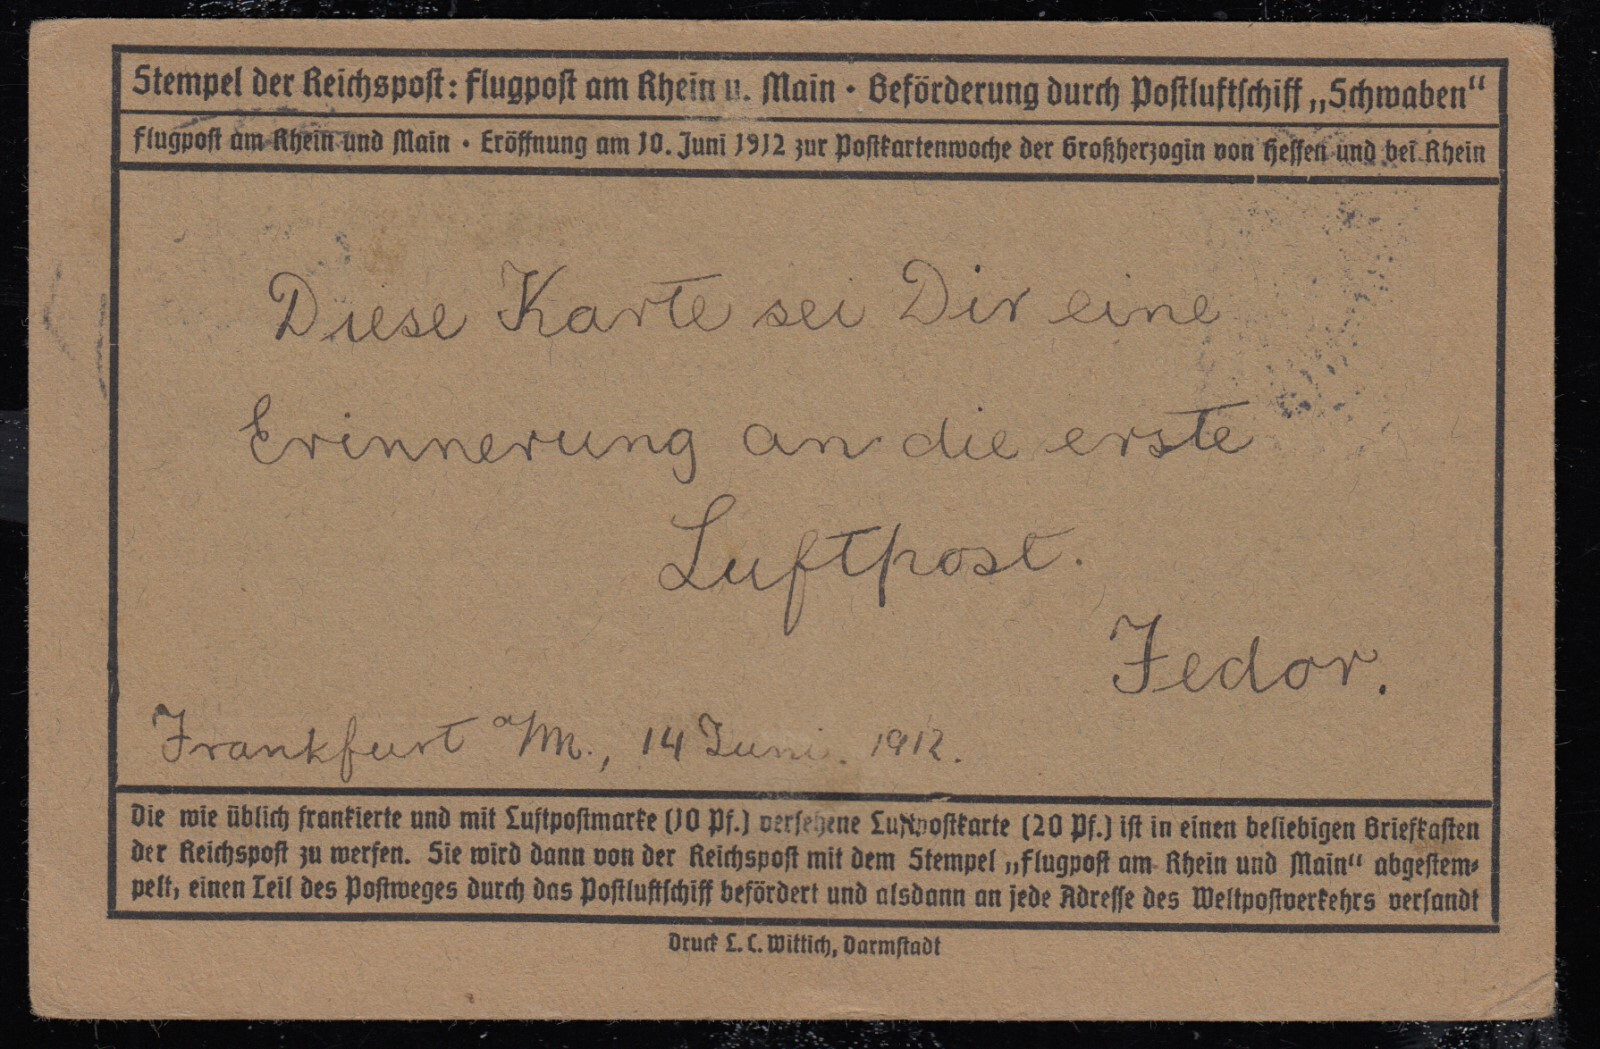 Stempel der Reichspost: Flugpost am Rhein u. Main · Beförderung durch Postluftschiff „Schwaben“
Flugpost am Rhein und Main · Eröffnung am 10. Juni 1912 zur Postkartenwoche der Großherzogin von Hessen und bei Rhein
Diese Karte sei Dir eine
Erinnerung an die erste
Luftpost.
Fedor.
Frankfurt a/M., 14 Juni. 1912.
Die wie üblich frankierte und mit Luftpostmarke (10 Pf.) versehene Luftpostkarte (20 Pf.) ist in einen beliebigen Briefkasten
der Reichspost zu werfen. Sie wird dann von der Reichspost mit dem Stempel „Flugpost am Rhein und Main“ abgestem-
pelt, einen Teil des Postweges durch das Postluftschiff befördert und alsdann an jede Adresse des Weltpostverkehrs versandt
Druck L. C. Wittich, Darmstadt